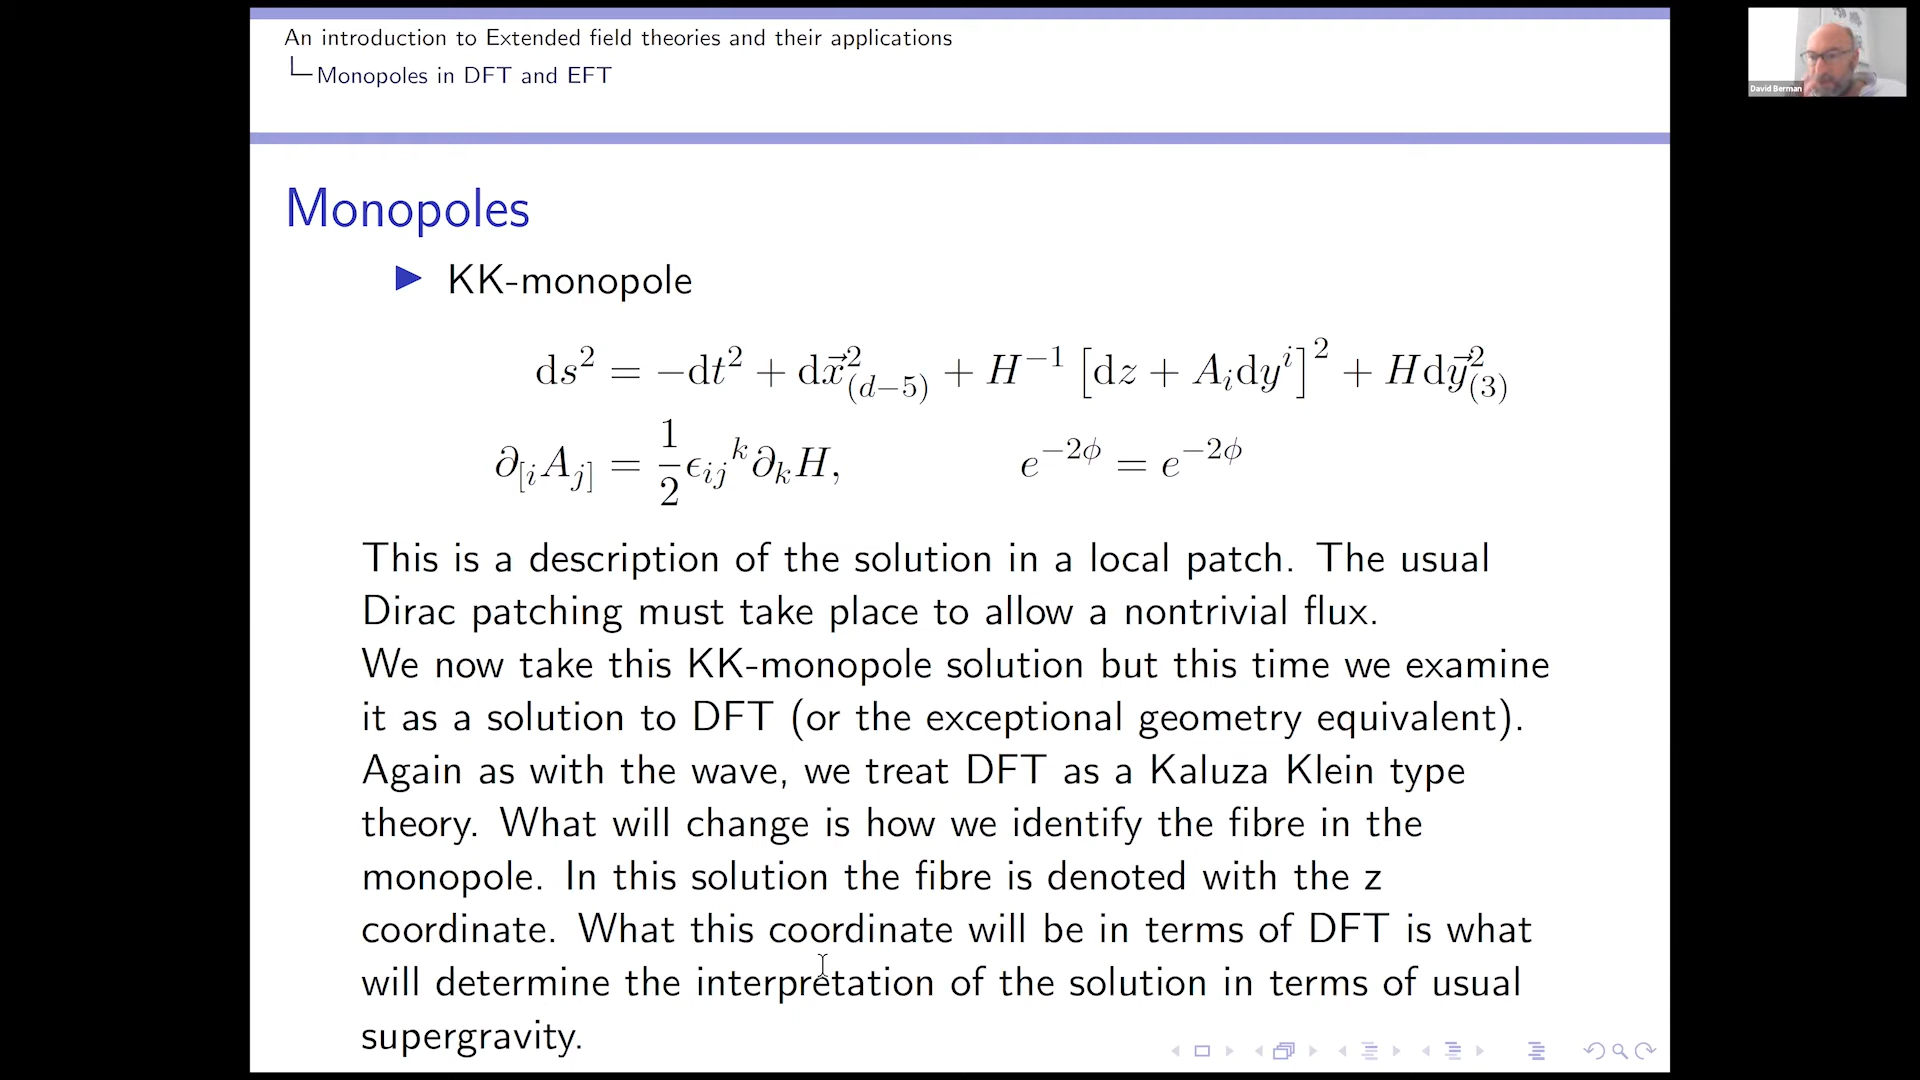 An introduction to Extended field theories and their applications
Monopoles in DFT and EFT
David Berman
Monopoles
▶ KK-monopole
ds² = −dt² + dx⃗²₍d−5₎ + H⁻¹ [dz + Aᵢdyⁱ]² + Hdy⃗²₍₃₎
∂[iAj] = 1/2 ϵᵢⱼᵏ∂ₖH, e^{−2ϕ} = e^{−2ϕ}
This is a description of the solution in a local patch. The usual
Dirac patching must take place to allow a nontrivial flux.
We now take this KK-monopole solution but this time we examine
it as a solution to DFT (or the exceptional geometry equivalent).
Again as with the wave, we treat DFT as a Kaluza Klein type
theory. What will change is how we identify the fibre in the
monopole. In this solution the fibre is denoted with the z
coordinate. What this coordinate will be in terms of DFT is what
will determine the interpretation of the solution in terms of usual
supergravity.